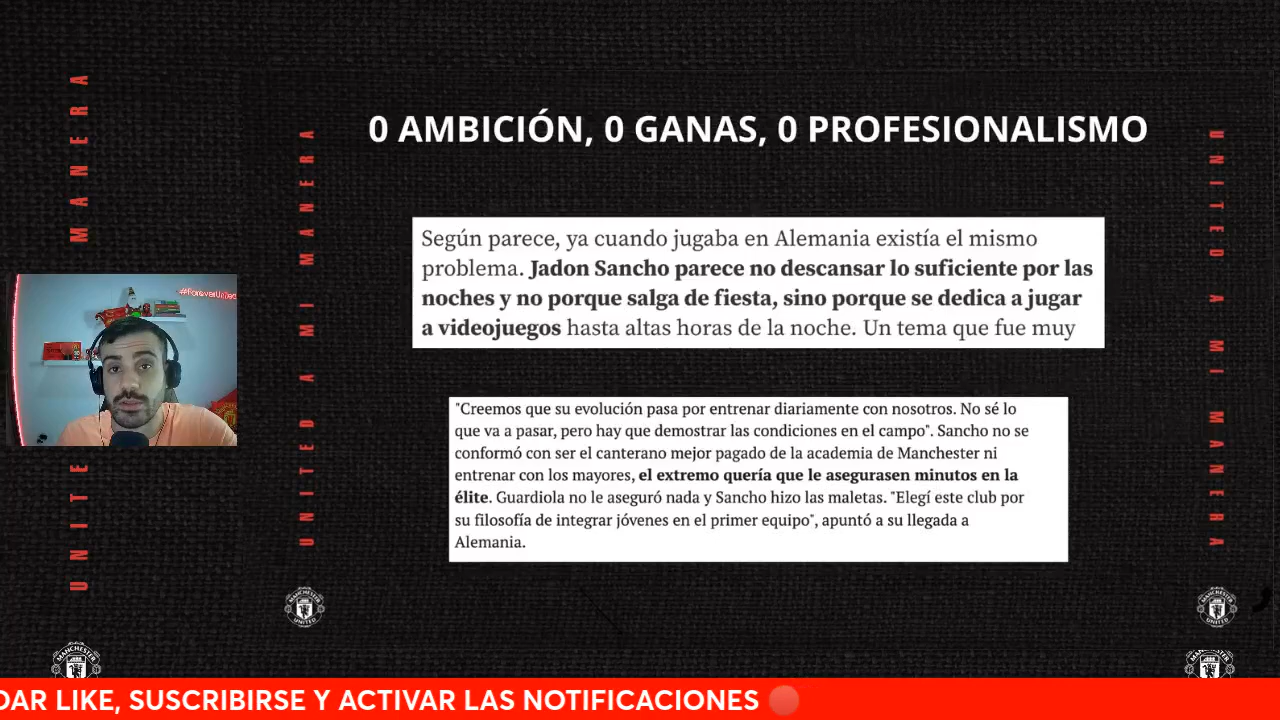 0 AMBICIÓN, 0 GANAS, 0 PROFESIONALISMO
Según parece, ya cuando jugaba en Alemania existía el mismo
problema. Jadon Sancho parece no descansar lo suficiente por las
noches y no porque salga de fiesta, sino porque se dedica a jugar
a videojuegos hasta altas horas de la noche. Un tema que fue muy
"Creemos que su evolución pasa por entrenar diariamente con nosotros. No sé lo
que va a pasar, pero hay que demostrar las condiciones en el campo". Sancho no se
conformó con ser el canterano mejor pagado de la academia de Manchester ni
entrenar con los mayores, el extremo quería que le asegurasen minutos en la
élite. Guardiola no le aseguró nada y Sancho hizo las maletas. "Elegí este club por
su filosofía de integrar jóvenes en el primer equipo", apuntó a su llegada a
Alemania.
UNITE MANERA
UNITED A MI MANERA
UNITED A MI MANERA
#ForeverUnited
MANCHESTER UNITED
MANCHESTER UNITED
MANCHESTER
MANCHESTER
DAR LIKE, SUSCRIBIRSE Y ACTIVAR LAS NOTIFICACIONES